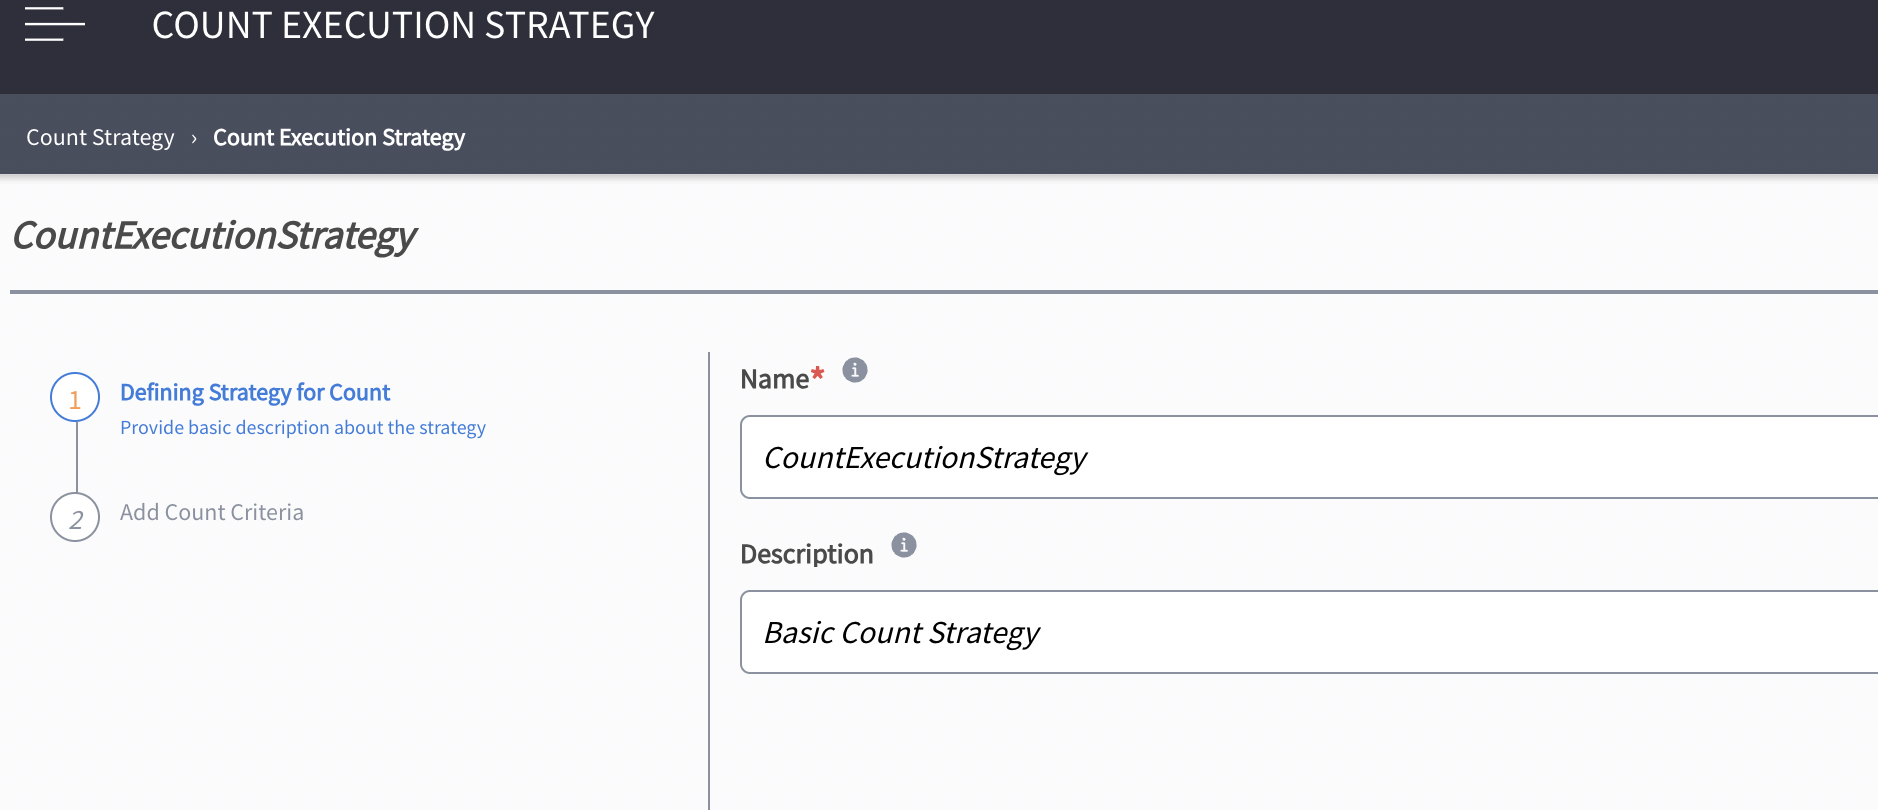 COUNT EXECUTION STRATEGY
Count Strategy › Count Execution Strategy
CountExecutionStrategy
1 Defining Strategy for Count
Provide basic description about the strategy
2 Add Count Criteria
Name* i
CountExecutionStrategy
Description i
Basic Count Strategy